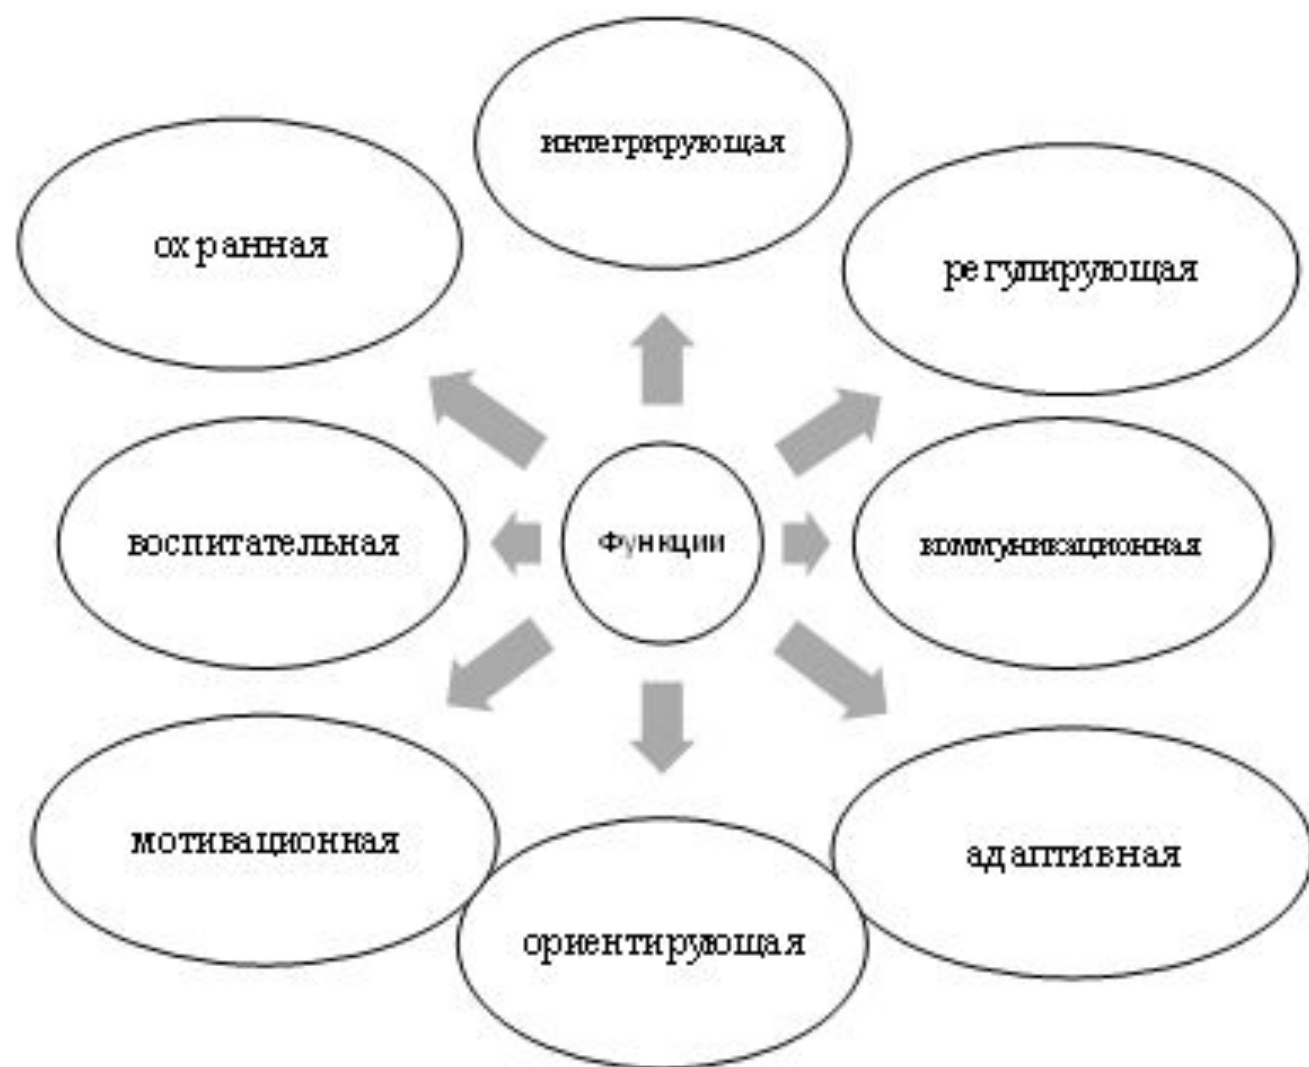 интегрирующая
охранная
регулирующая
воспитательная
Функции
коммуникационная
мотивационная
адаптивная
ориентирующая